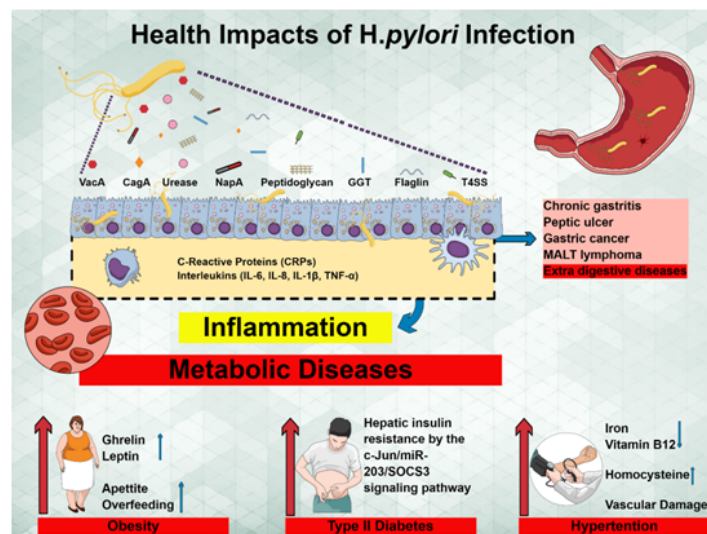 Health Impacts of H.pylori Infection
VacA CagA Urease NapA Peptidoglycan GGT Flaglin T4SS
C-Reactive Proteins (CRPs)
Interleukins (IL-6, IL-8, IL-1β, TNF-α)
Chronic gastritis
Peptic ulcer
Gastric cancer
MALT lymphoma
Extra digestive diseases
Inflammation
Metabolic Diseases
Ghrelin
Leptin
Apettite
Overfeeding
Obesity
Hepatic insulin
resistance by the
c-Jun/miR-
203/SOCS3
signaling pathway
Type II Diabetes
Iron
Vitamin B12
Homocysteine
Vascular Damage
Hypertention